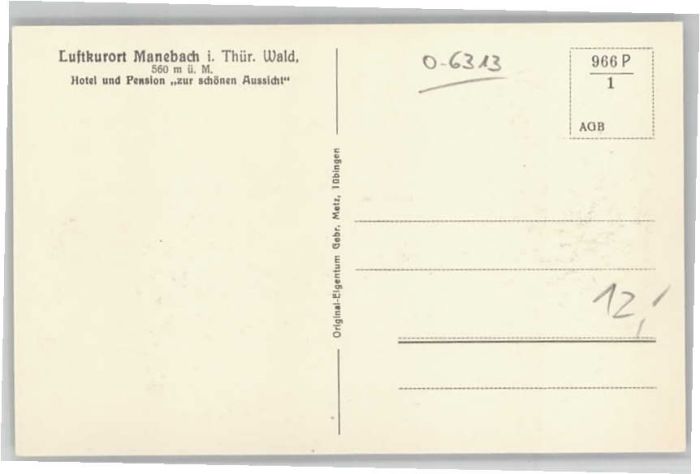 Luftkurort Manebach i. Thür. Wald,
560 m ü. M.
Hotel und Pension „zur schönen Aussicht“
Original-Eigentum Gebr. Metz, Tübingen
O-6313
966 P
1
AGB
12,-